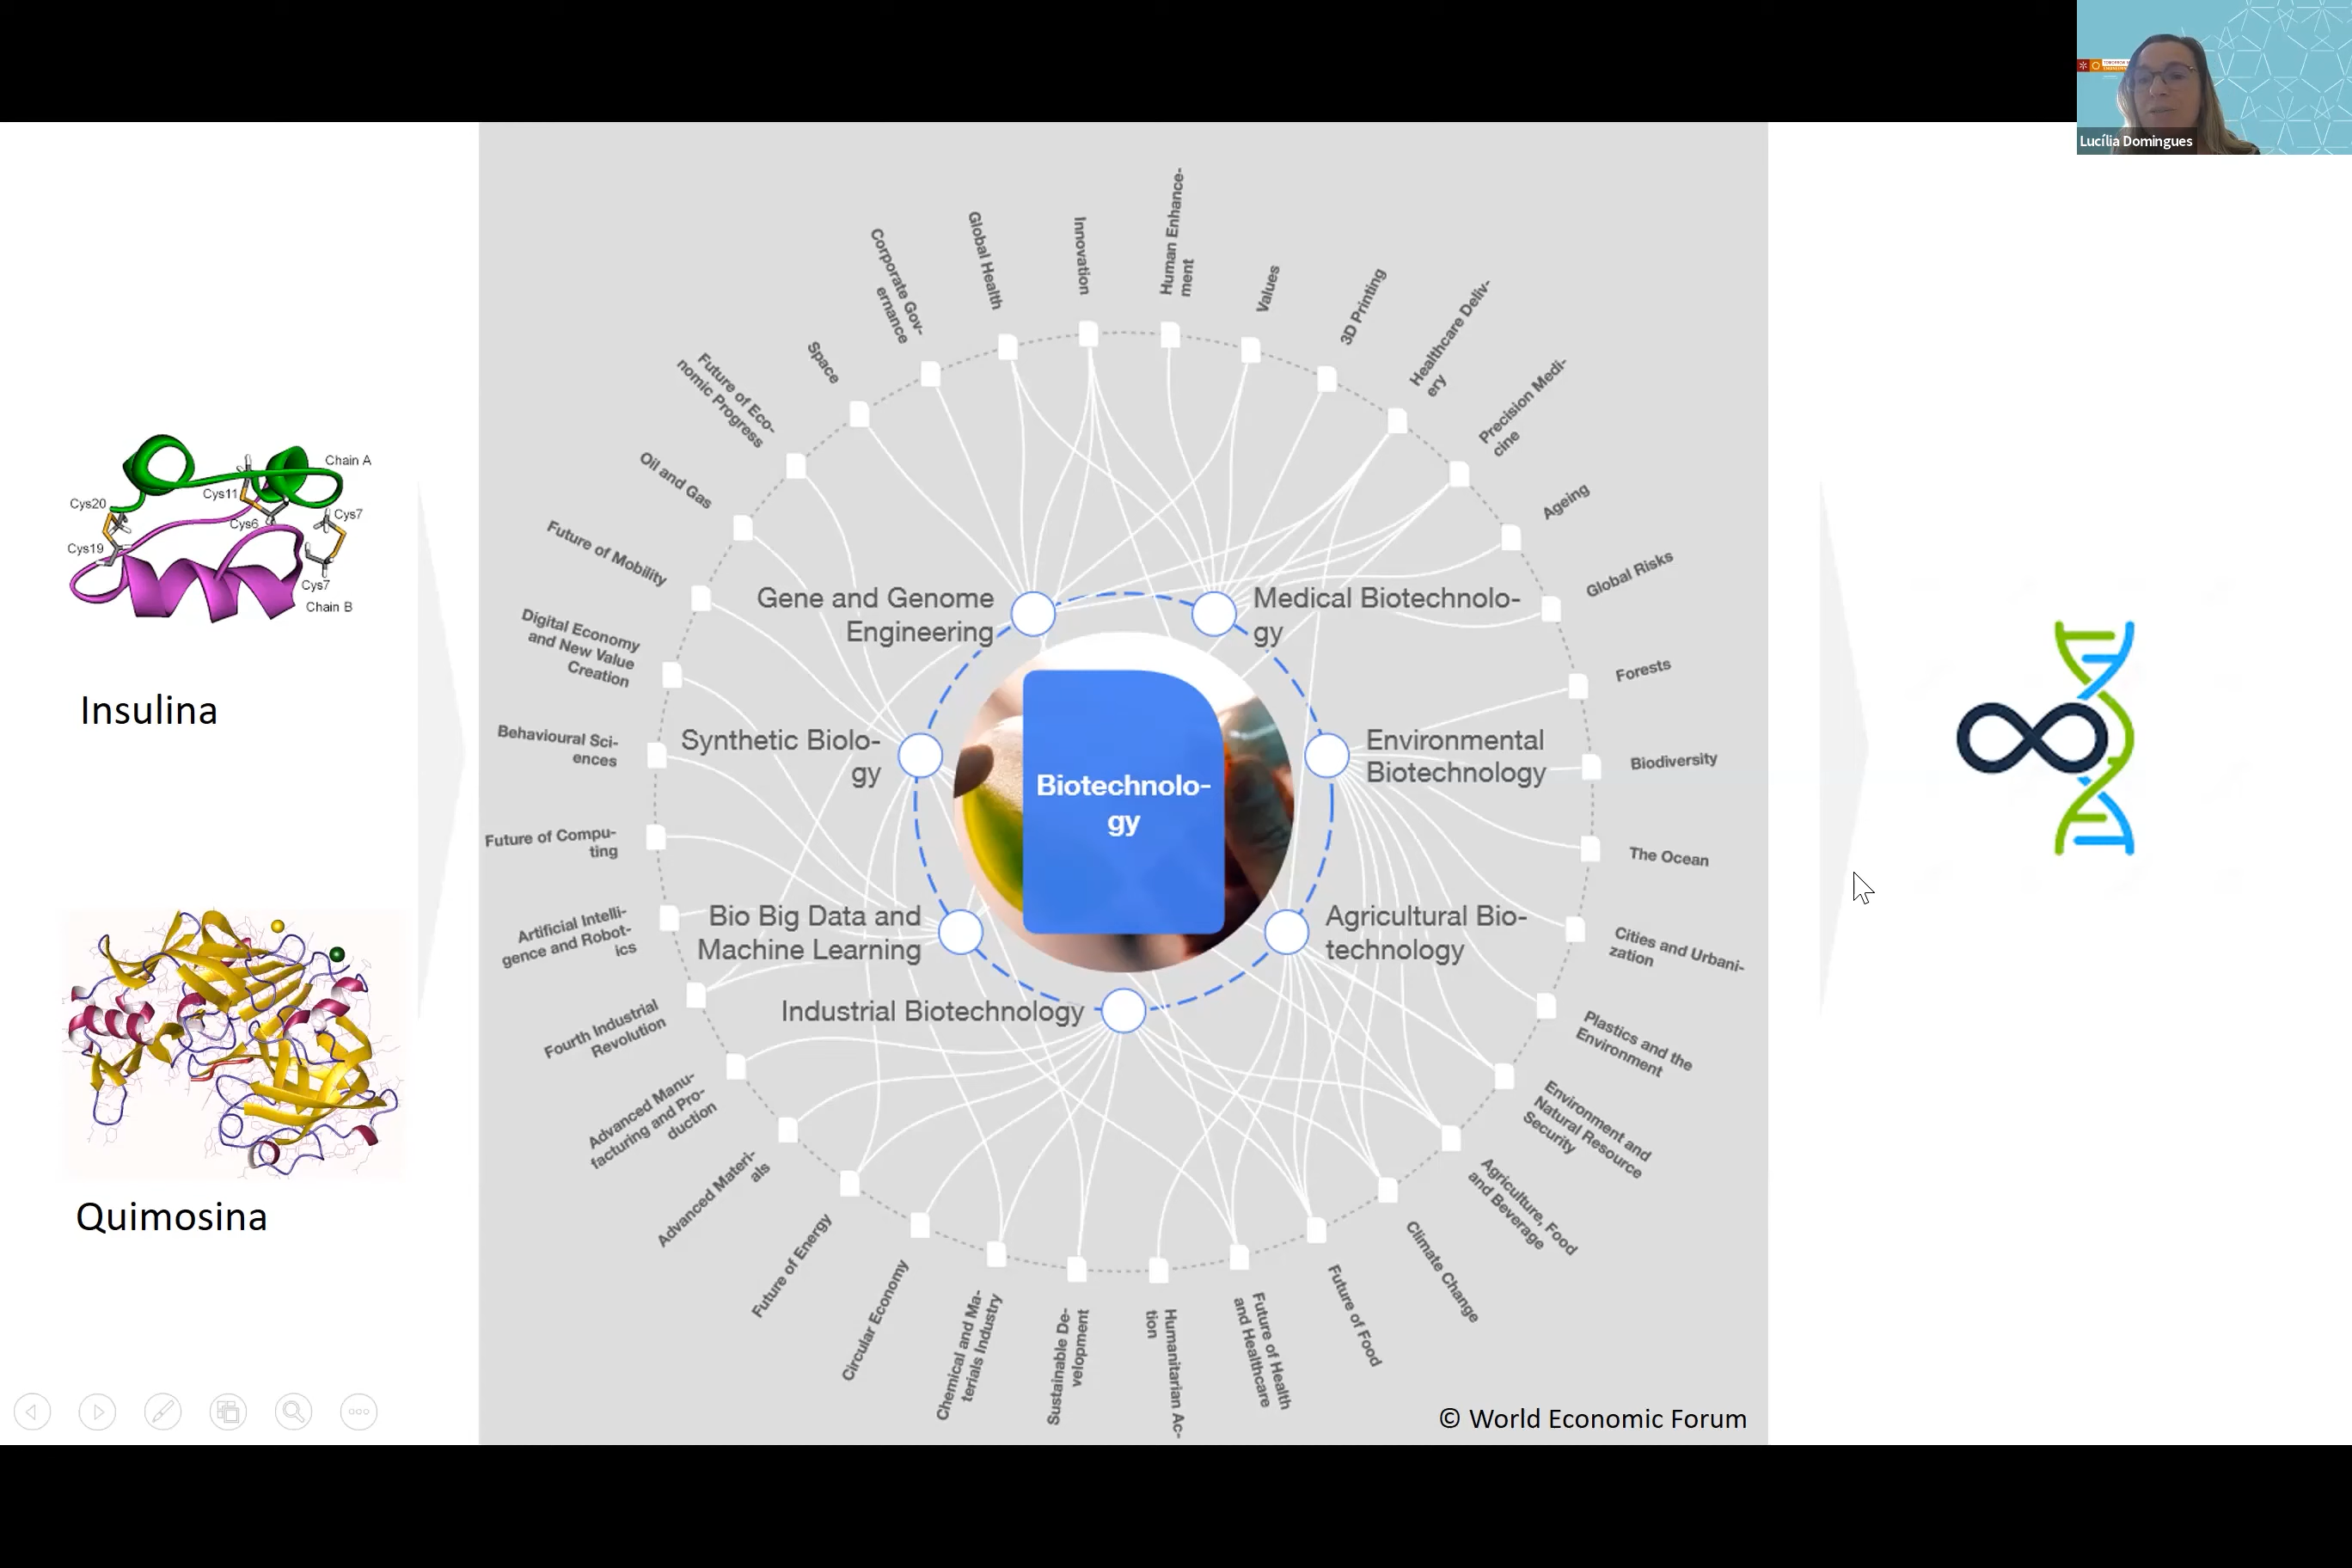 Lucília Domingues
Chain A
Cys20
Cys11
Cys7
Cys6
Cys19
Cys7
Chain B
Insulina
Quimosina
Human Enhance-
ment
Values
3D Printing
Healthcare Deliv-
ery
Precision Medi-
cine
Ageing
Global Risks
Forests
Biodiversity
The Ocean
Cities and Urbani-
zation
Plastics and the
Environment
Environment and
Natural Resource
Security
Agriculture, Food
and Beverage
Climate Change
Future of Food
Future of Health
and Healthcare
Humanitarian Ac-
tion
Sustainable De-
velopment
Chemical and Ma-
terials Industry
Circular Economy
Future of Energy
Advanced Materi-
als
Advanced Manu-
facturing and Pro-
duction
Fourth Industrial
Revolution
Artificial Intelli-
gence and Robot-
ics
Future of Compu-
ting
Behavioural Sci-
ences
Digital Economy
and New Value
Creation
Future of Mobility
Oil and Gas
Future of Eco-
nomic Progress
Space
Corporate Gov-
ernance
Global Health
Innovation
Gene and Genome
Engineering
Medical Biotechnolo-
gy
Synthetic Biolo-
gy
Environmental
Biotechnology
Biotechnolo-
gy
Bio Big Data and
Machine Learning
Agricultural Bio-
technology
Industrial Biotechnology
© World Economic Forum